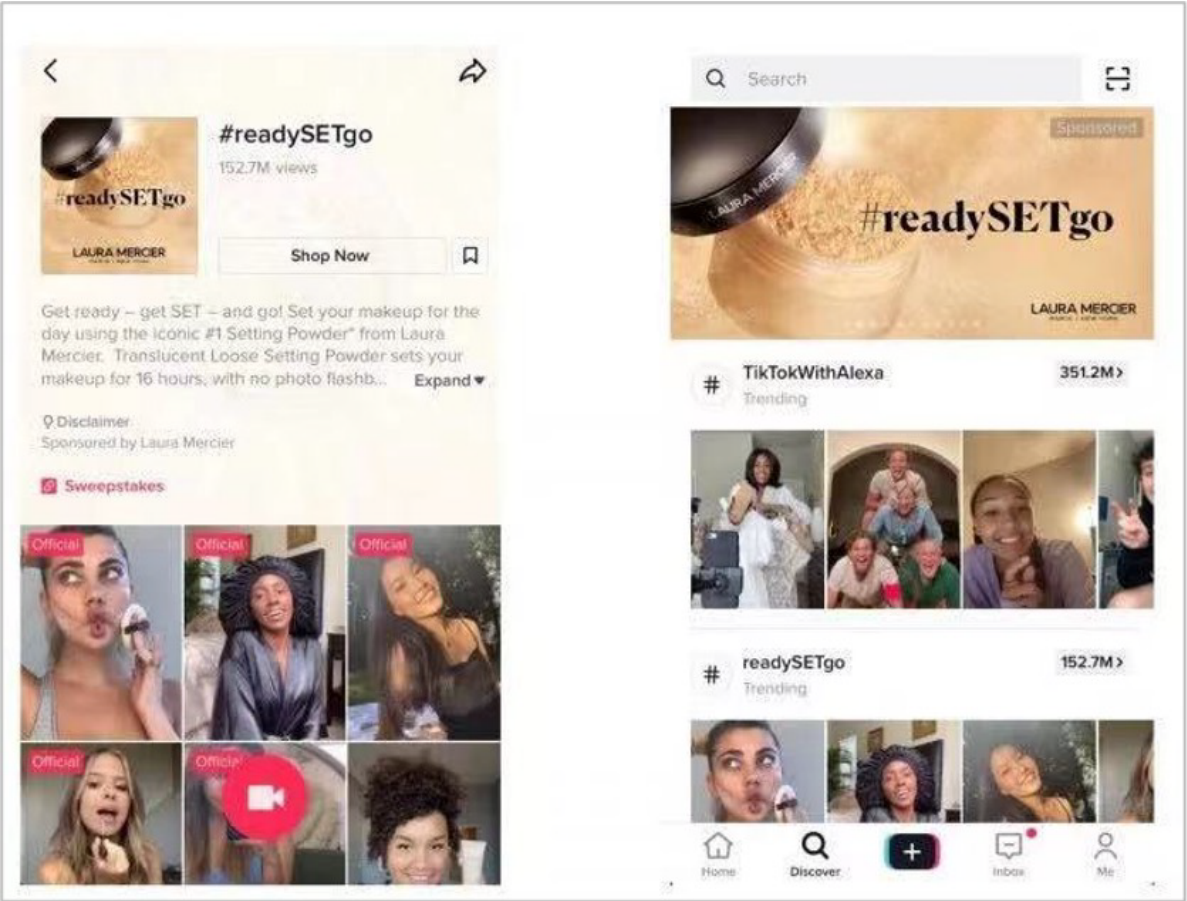 #readySETgo
152.7M views
#readySETgo
LAURA MERCIER
Shop Now
Get ready – get SET – and go! Set your makeup for the
day using the iconic #1 Setting Powder* from Laura
Mercier. Translucent Loose Setting Powder sets your
makeup for 16 hours, with no photo flashb... Expand
Disclaimer
Sponsored by Laura Mercier
Sweepstakes
Official
Official
Official
Official
Official
Search
Sponsored
LAURA MERCIER
#readySETgo
LAURA MERCIER
# TikTokWithAlexa 351.2M >
Trending
# readySETgo 152.7M >
Trending
Home
Discover
Inbox
Me